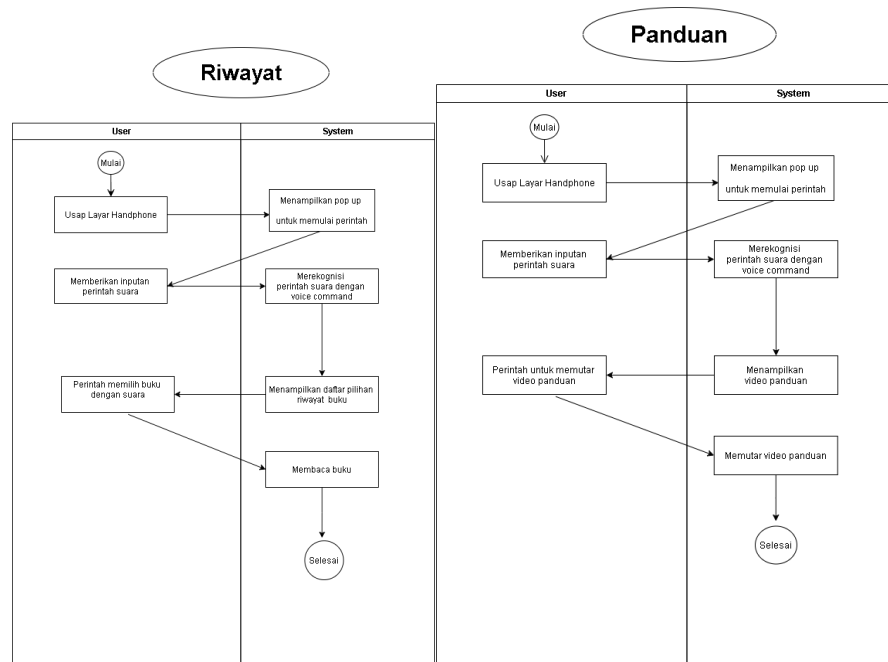 Riwayat
User
System
Mulai
Usap Layar Handphone
Menampilkan pop up
untuk memulai perintah
Memberikan inputan
perintah suara
Merekognisi
perintah suara dengan
voice command
Perintah memilih buku
dengan suara
Menampilkan daftar pilihan
riwayat buku
Membaca buku
Selesai
Panduan
User
System
Mulai
Usap Layar Handphone
Menampilkan pop up
untuk memulai perintah
Memberikan inputan
perintah suara
Merekognisi
perintah suara dengan
voice command
Perintah untuk memutar
video panduan
Menampilkan
video panduan
Memutar video panduan
Selesai